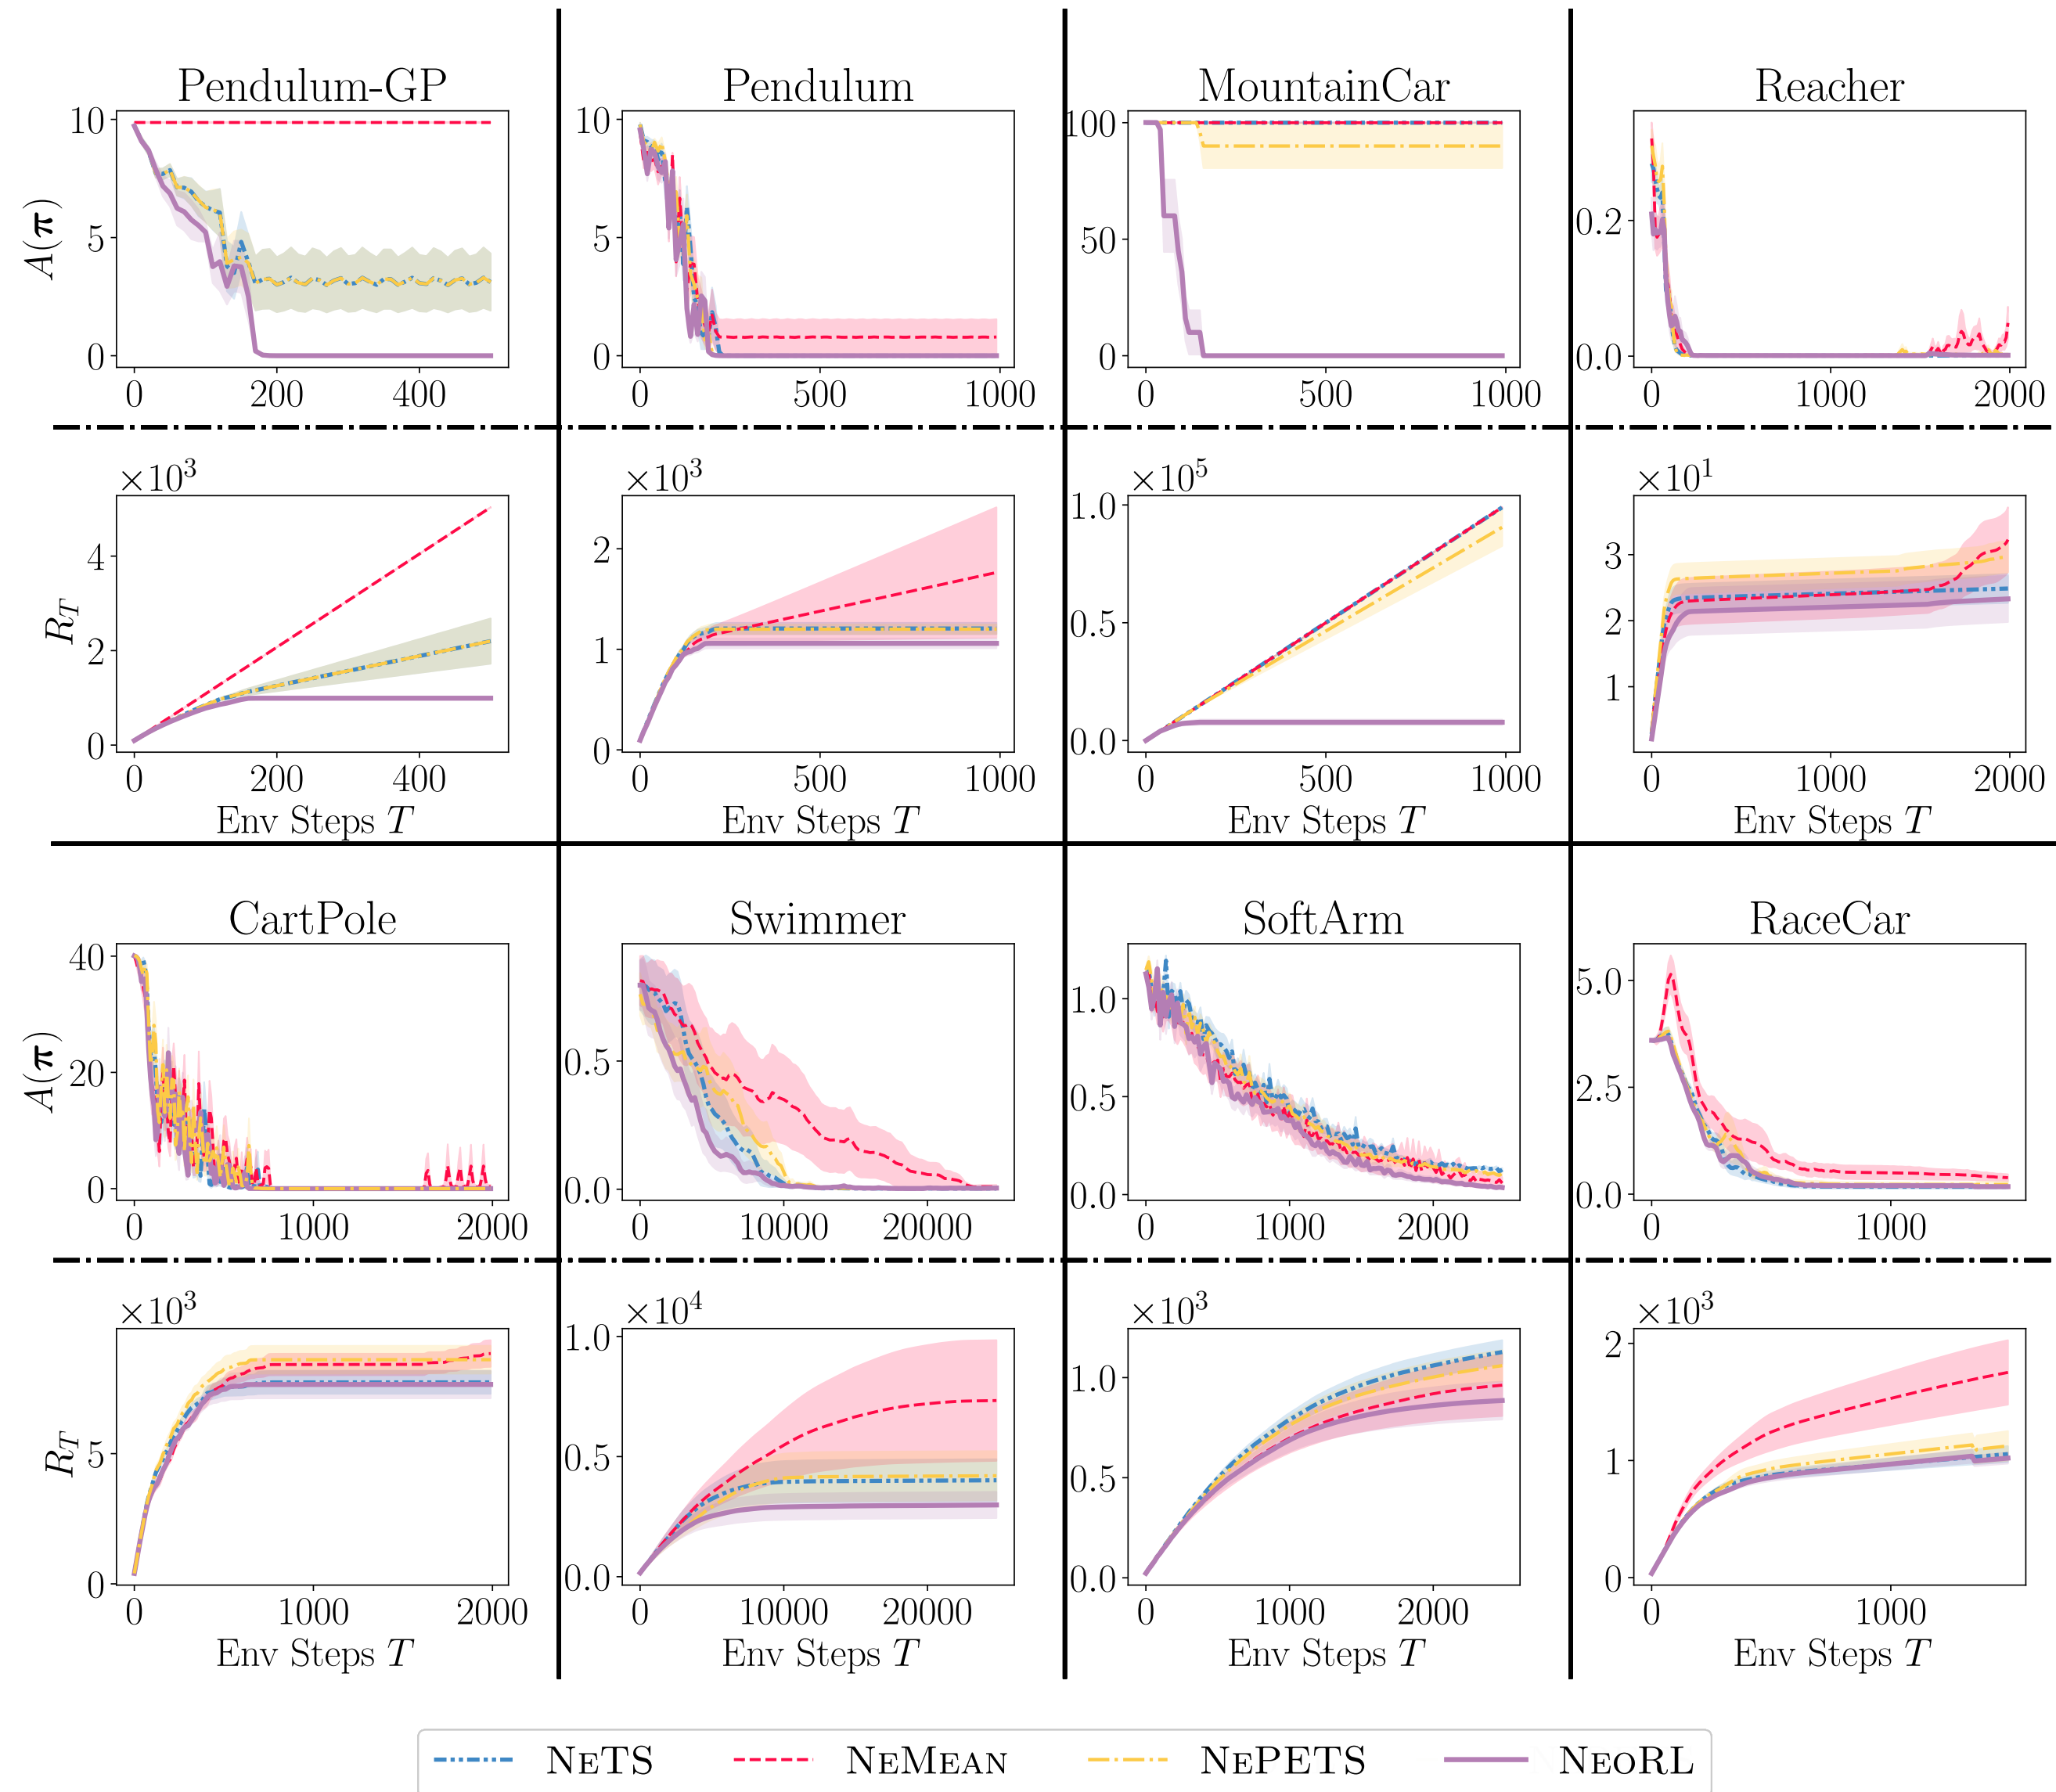 Pendulum-GP Pendulum MountainCar Reacher
A(π)
10
5
0
0 200 400
10
5
0
0 500 1000
100
50
0
0 500 1000
0.2
0.0
0 1000 2000
R_T
×10³
4
2
0
0 200 400
Env Steps T
×10³
2
1
0
0 500 1000
Env Steps T
×10⁵
1.0
0.5
0.0
0 500 1000
Env Steps T
×10¹
3
2
1
0 1000 2000
Env Steps T
CartPole Swimmer SoftArm RaceCar
A(π)
40
20
0
0 1000 2000
0.5
0.0
0 10000 20000
1.0
0.5
0.0
0 1000 2000
5.0
2.5
0.0
0 1000
R_T
×10³
5
0
0 1000 2000
Env Steps T
×10⁴
1.0
0.5
0.0
0 10000 20000
Env Steps T
×10³
1.0
0.5
0.0
0 1000 2000
Env Steps T
×10³
2
1
0
0 1000
Env Steps T
NeTS NeMean NePETS NeoRL